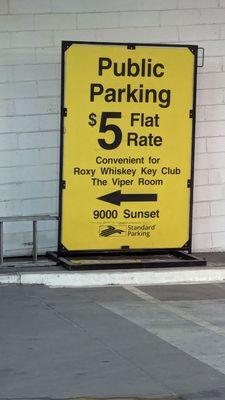 Public
Parking
$5 Flat
Rate
Convenient for
Roxy Whiskey Key Club
The Viper Room
9000 Sunset
Standard
Parking